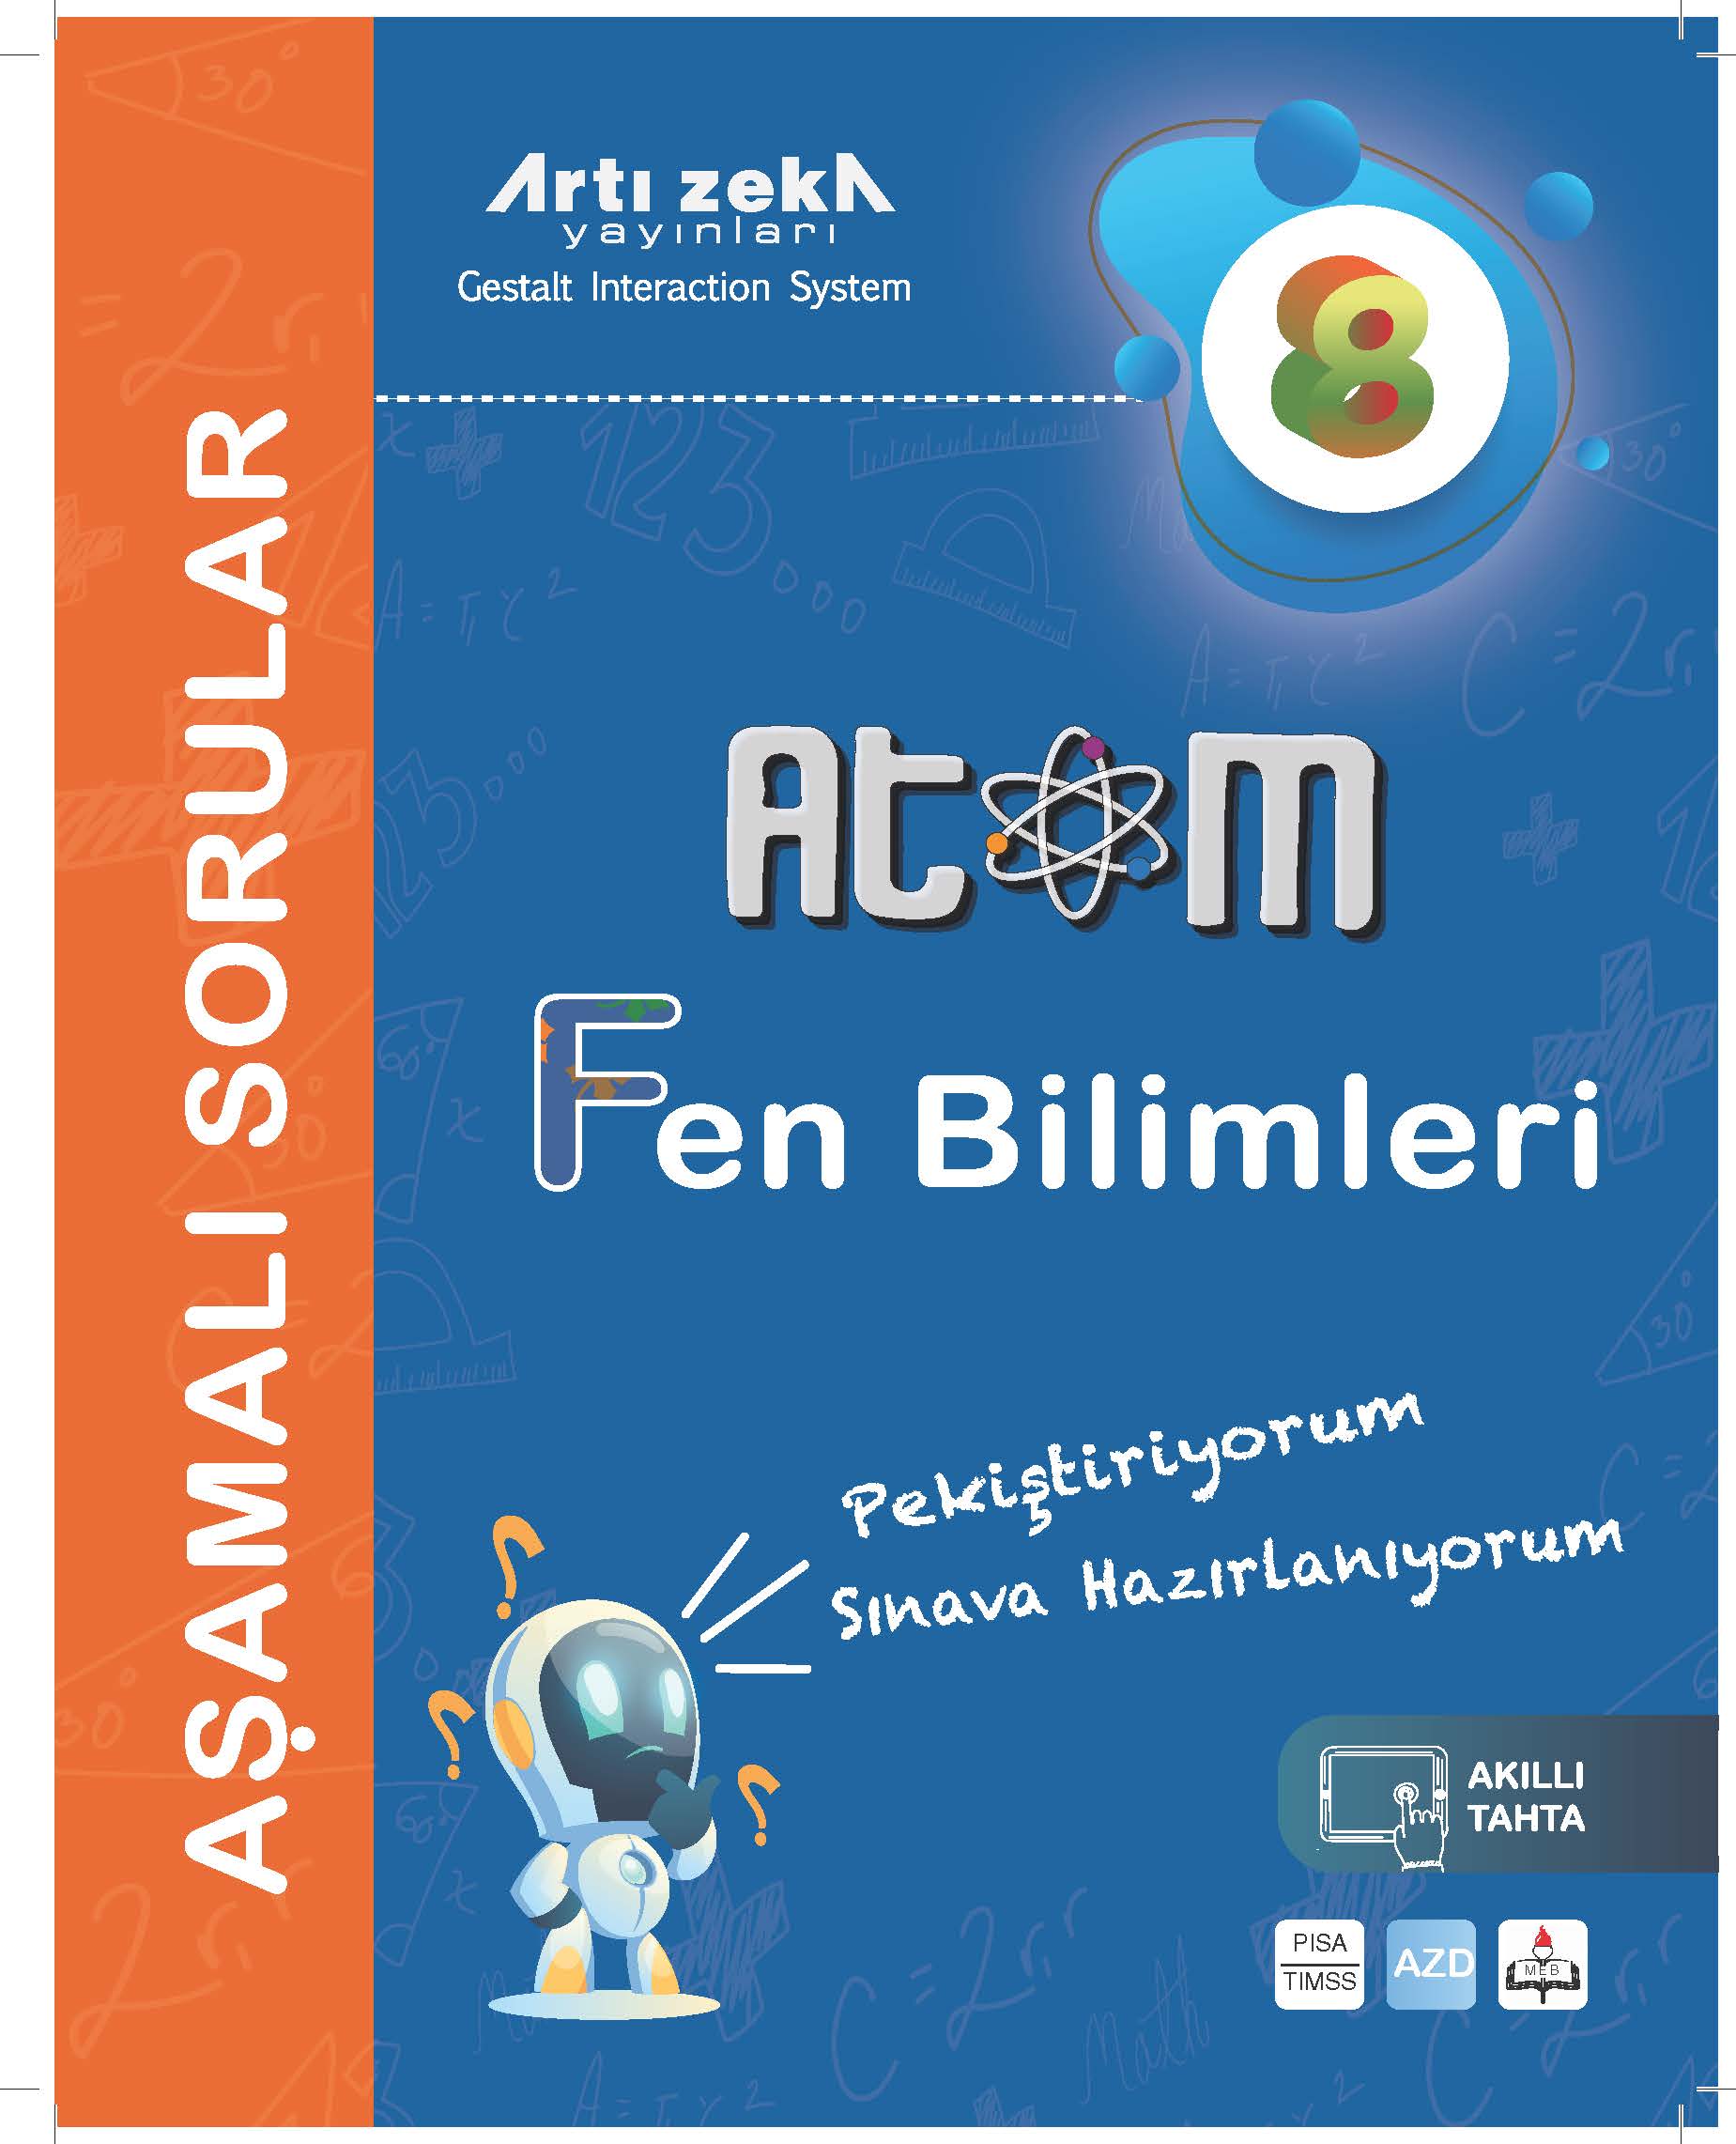 Artı zekA
yayınları
Gestalt Interaction System
8
AŞAMALI SORULAR
Atom
Fen Bilimleri
Pekiştiriyorum
Sınava Hazırlanıyorum
AKILLI
TAHTA
PISA
TIMSS
AZD
MEB